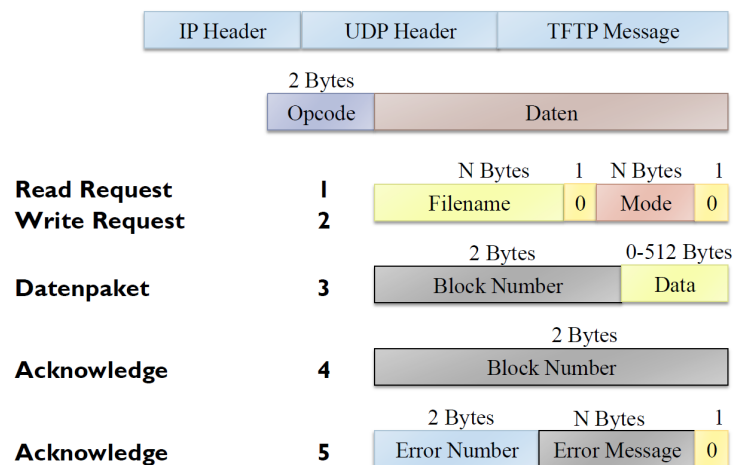 IP Header UDP Header TFTP Message
2 Bytes
Opcode Daten
N Bytes 1 N Bytes 1
Read Request 1 Filename 0 Mode 0
Write Request 2
2 Bytes 0-512 Bytes
Datenpaket 3 Block Number Data
2 Bytes
Acknowledge 4 Block Number
2 Bytes N Bytes 1
Acknowledge 5 Error Number Error Message 0